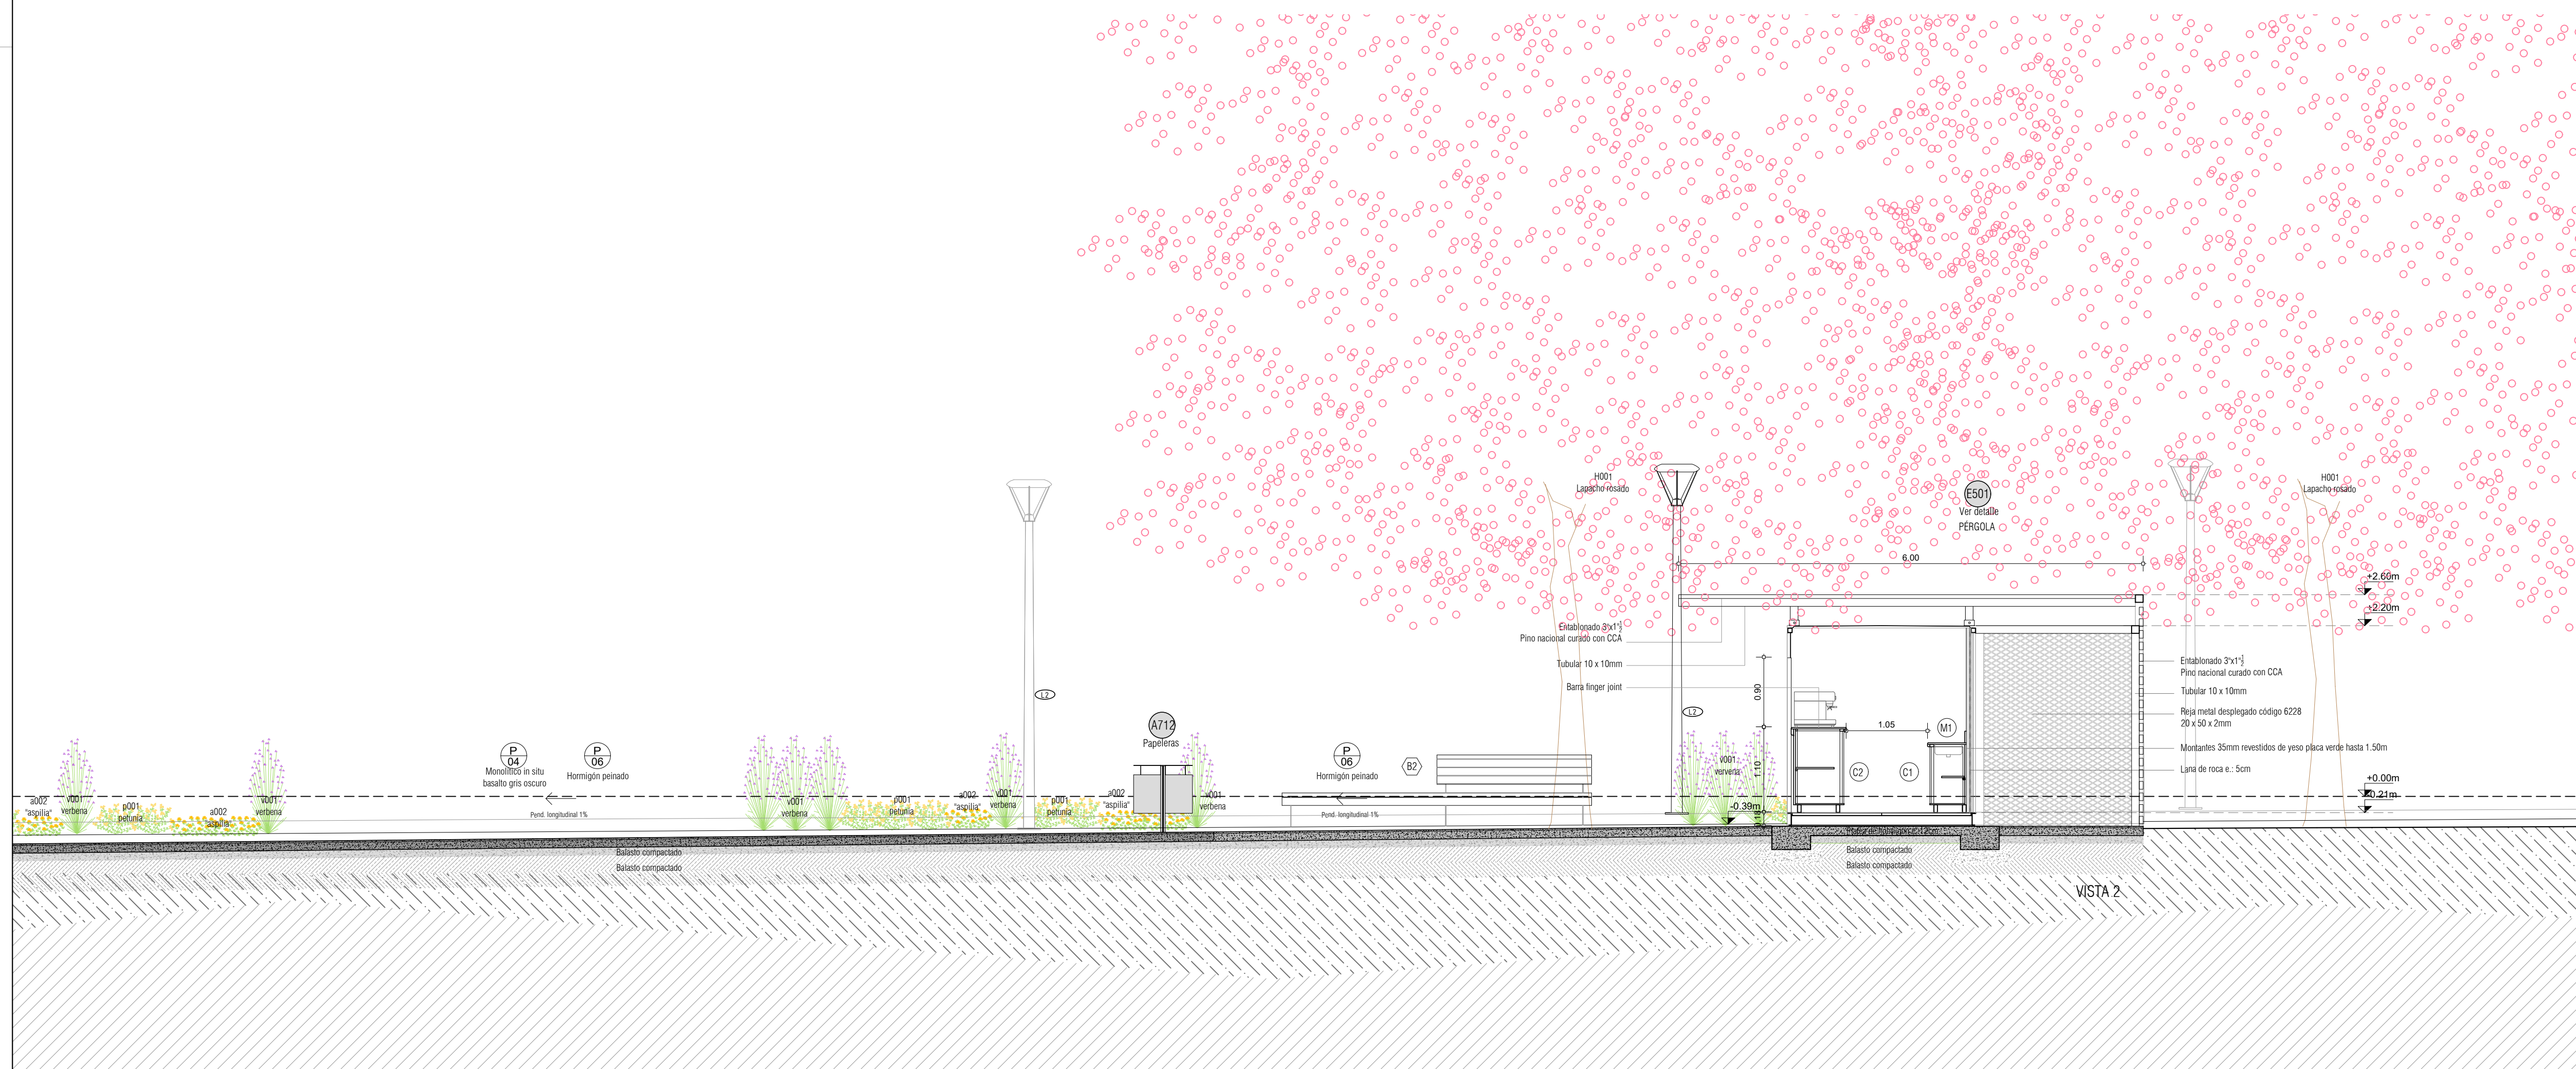 H001
Lapacho rosado
E501
Ver detalle
PÉRGOLA
H001
Lapacho rosado
6.00
+2.60m
+2.20m
Entablonado 3"x1"½
Pino nacional curado con CCA
Tubular 10 x 10mm
Barra finger joint
0.90
1.10
0.18
1.05
M1
C2
C1
Entablonado 3"x1"½
Pino nacional curado con CCA
Tubular 10 x 10mm
Reja metal desplegado código 6228
20 x 50 x 2mm
Montantes 35mm revestidos de yeso placa verde hasta 1.50m
Lana de roca e.: 5cm
+0.00m
-0.21m
-0.39m
L2
L2
A712
Papeleras
P
04
Monolítico in situ
basalto gris oscuro
P
06
Hormigón peinado
P
06
Hormigón peinado
B2
a002
"aspilia"
v001
verbena
p001
petunia
a002
"aspilia"
v001
verbena
Pend. longitudinal 1%
v001
verbena
p001
petunia
a002
"aspilia"
v001
verbena
p001
petunia
a002
"aspilia"
v001
verbena
Pend. longitudinal 1%
v001
vervena
Balasto compactado
Balasto compactado
Balasto compactado
Balasto compactado
VISTA 2